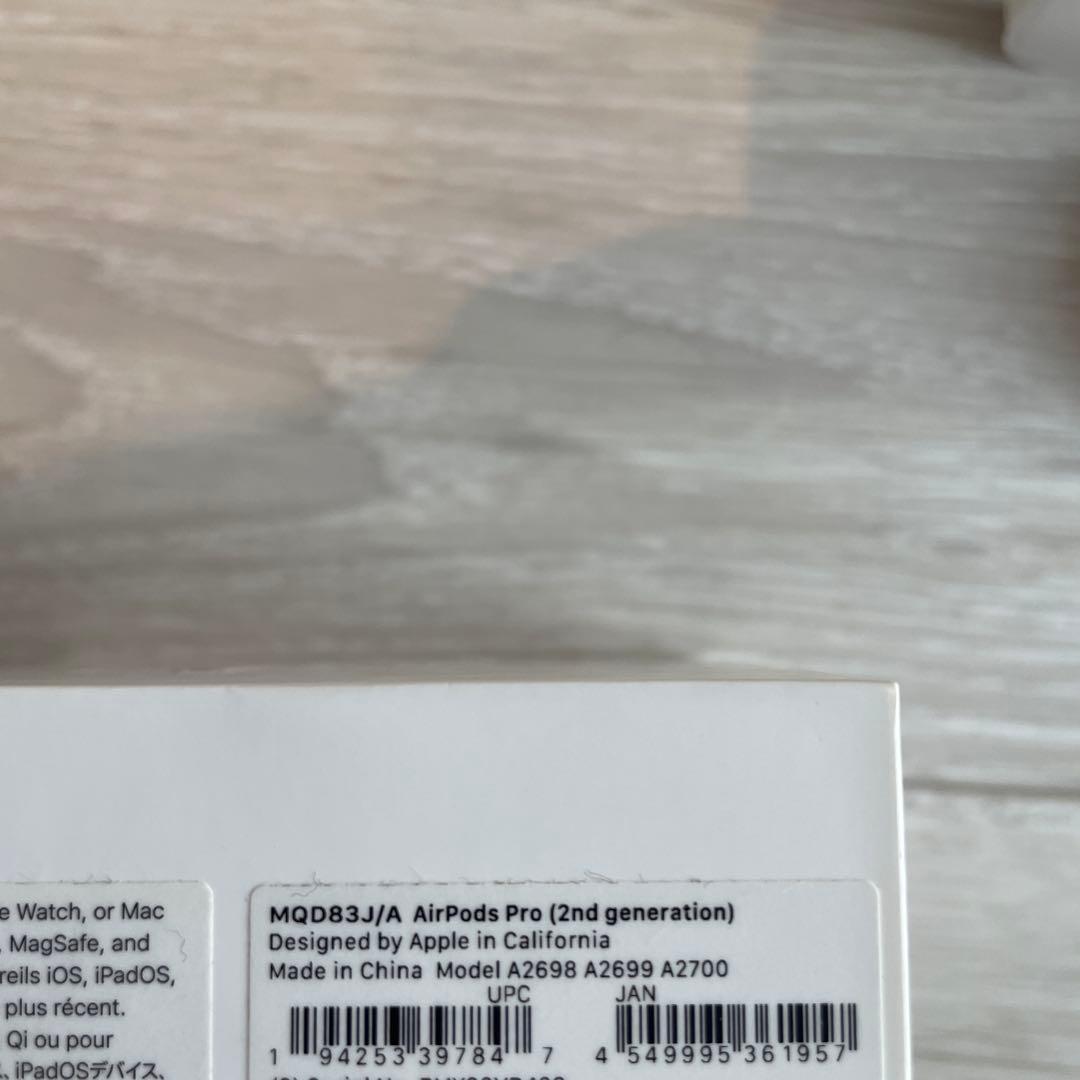 e Watch, or Mac
, MagSafe, and
reils iOS, iPadOS,
plus récent.
Qi ou pour
、iPadOSデバイス、
MQD83J/A AirPods Pro (2nd generation)
Designed by Apple in California
Made in China Model A2698 A2699 A2700
UPC JAN
1 94253 39784 7 4 549995 361957